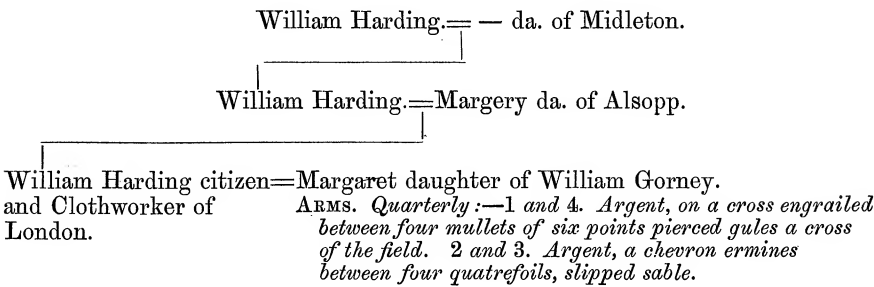 William Harding.=— da. of Midleton.
William Harding.=Margery da. of Alsopp.
William Harding citizen=Margaret daughter of William Gorney.
and Clothworker of
London.
ARMS. Quarterly:—1 and 4. Argent, on a cross engrailed
between four mullets of six points pierced gules a cross
of the field. 2 and 3. Argent, a chevron ermines
between four quatrefoils, slipped sable.